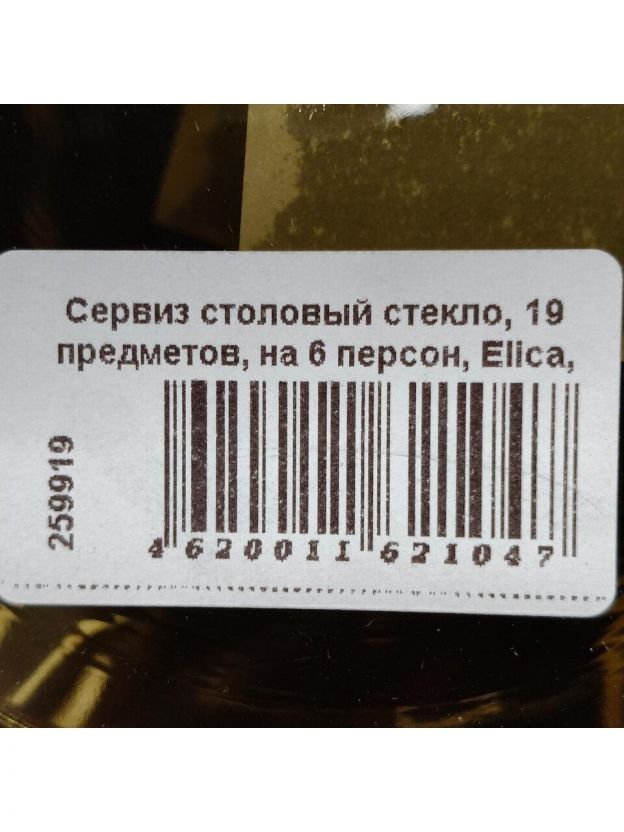 Сервиз столовый стекло, 19
предметов, на 6 персон, Elica,
259919
4 620011 621047